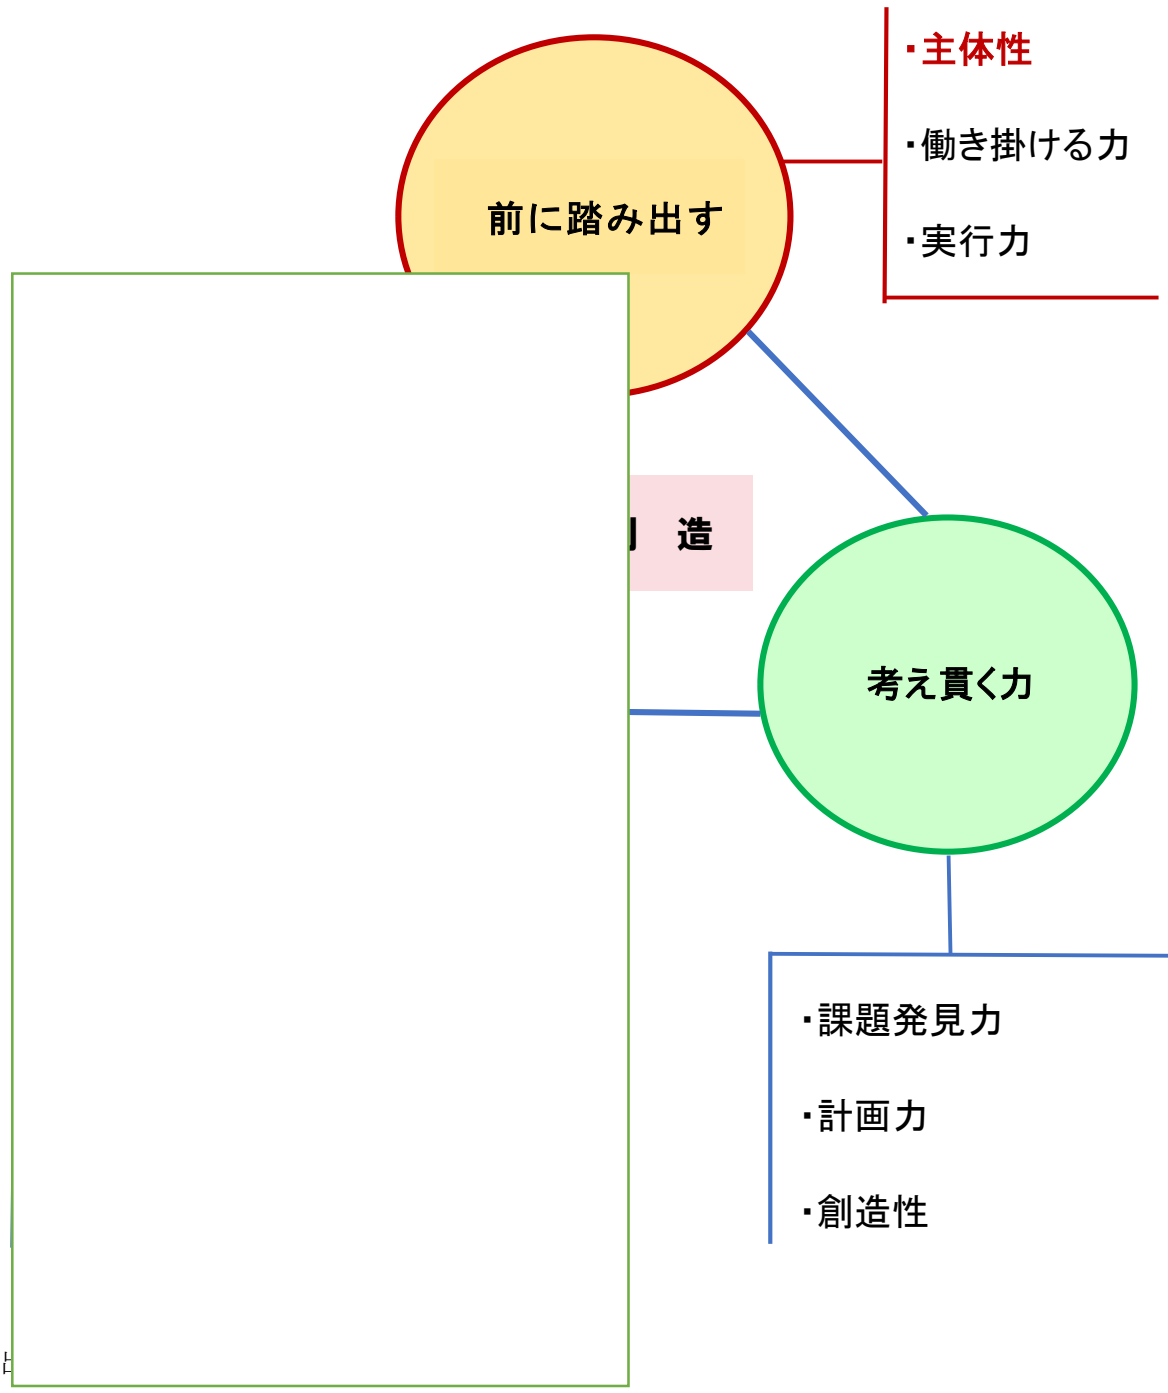 ・主体性
・働き掛ける力
・実行力
前に踏み出す
造
考え貫く力
・課題発見力
・計画力
・創造性